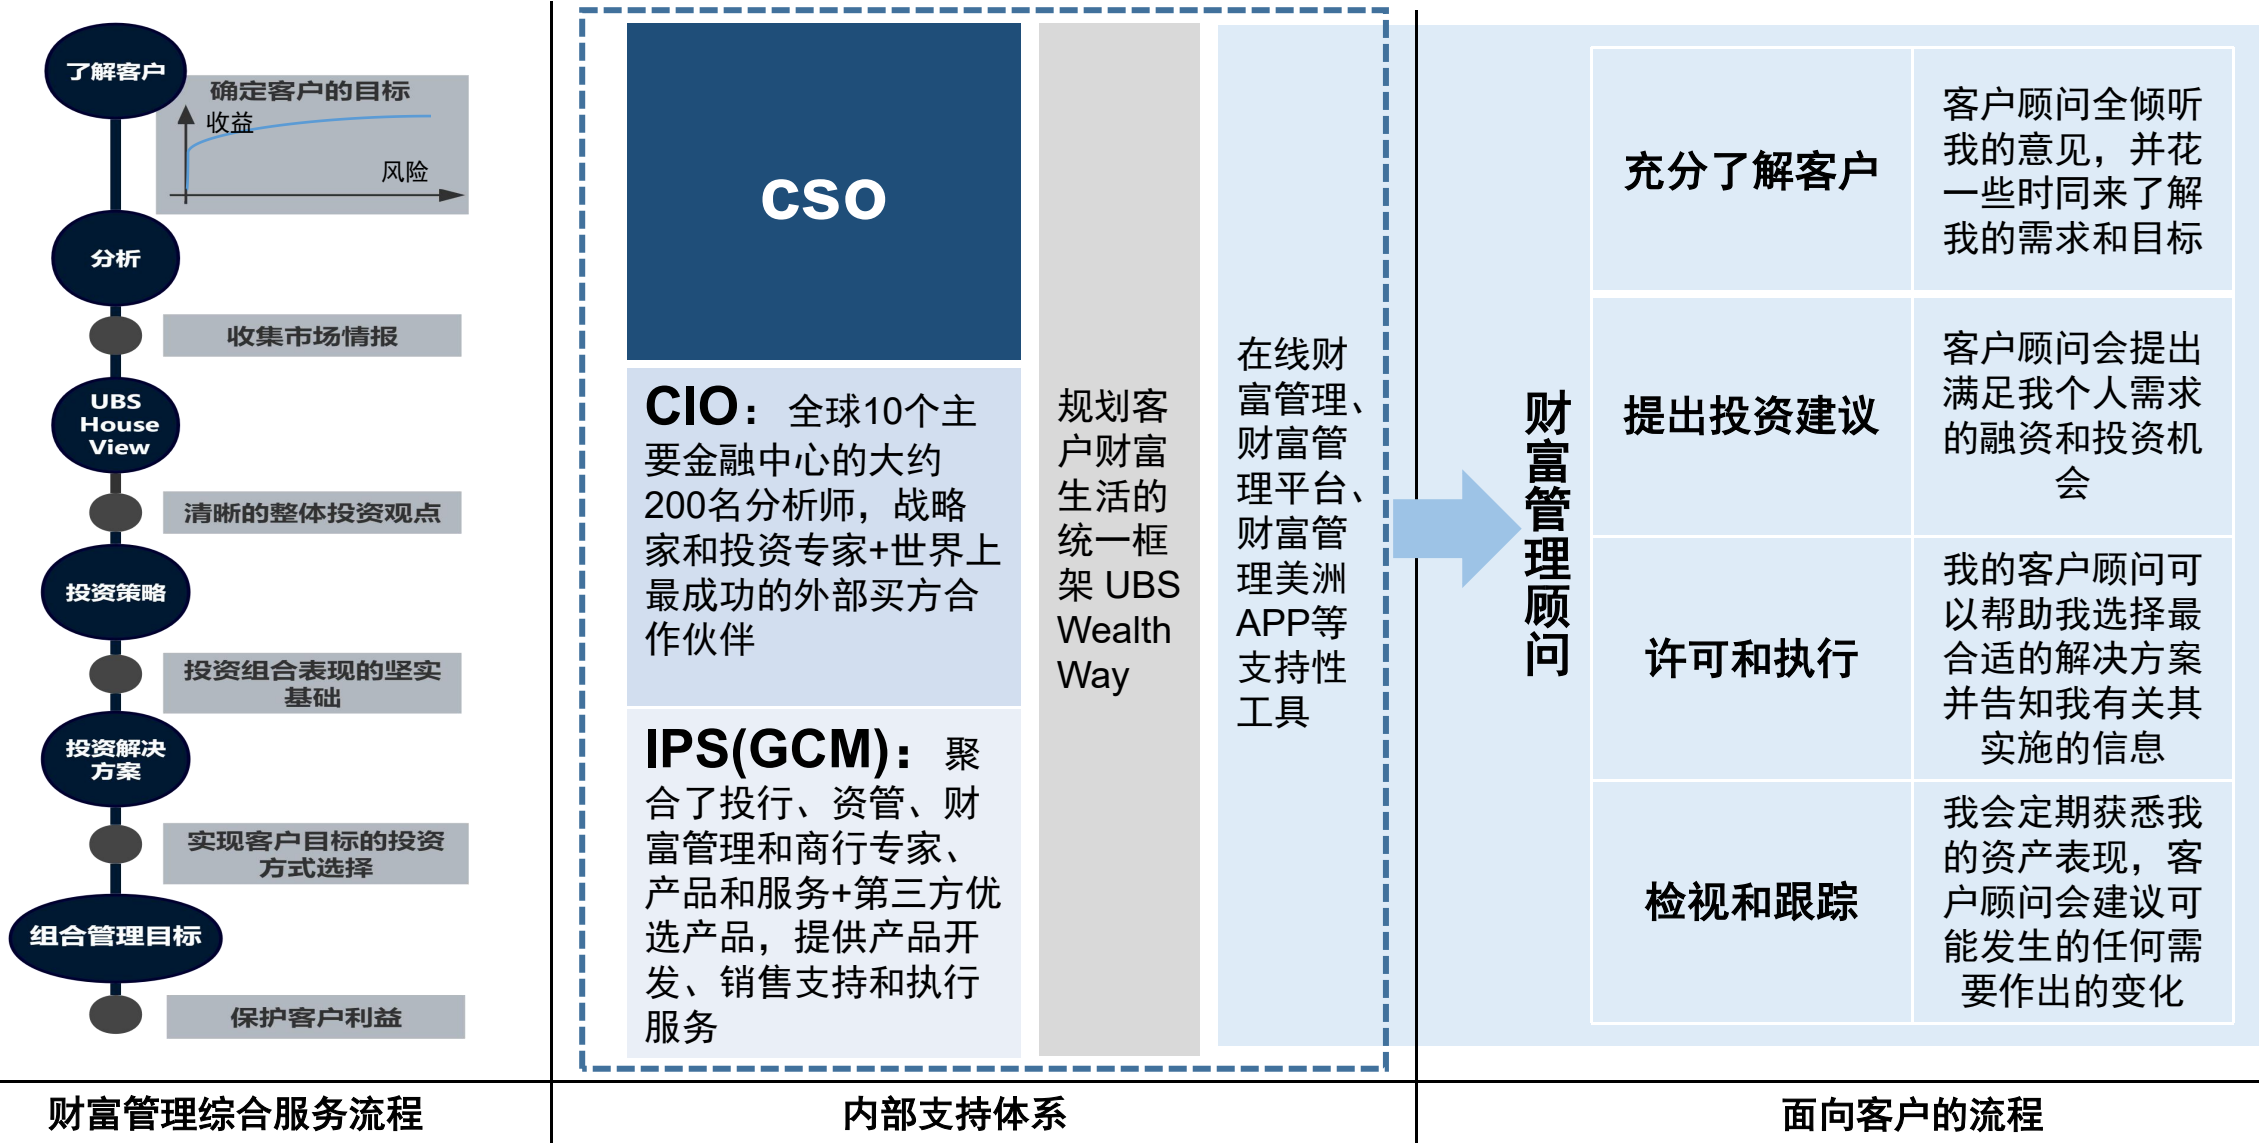 了解客户
确定客户的目标
收益
风险
分析
收集市场情报
UBS
House
View
清晰的整体投资观点
投资策略
投资组合表现的坚实
基础
投资解决
方案
实现客户目标的投资
方式选择
组合管理目标
保护客户利益
财富管理综合服务流程
CSO
CIO：全球10个主
要金融中心的大约
200名分析师，战略
家和投资专家+世界上
最成功的外部买方合
作伙伴
IPS(GCM)：聚
合了投行、资管、财
富管理和商行专家、
产品和服务+第三方优
选产品，提供产品开
发、销售支持和执行
服务
规划客
户财富
生活的
统一框
架 UBS
Wealth
Way
在线财
富管理、
财富管
理平台、
财富管
理美洲
APP等
支持性
工具
内部支持体系
财富管理顾问
充分了解客户
客户顾问全倾听
我的意见，并花
一些时同来了解
我的需求和目标
提出投资建议
客户顾问会提出
满足我个人需求
的融资和投资机
会
许可和执行
我的客户顾问可
以帮助我选择最
合适的解决方案
并告知我有关其
实施的信息
检视和跟踪
我会定期获悉我
的资产表现，客
户顾问会建议可
能发生的任何需
要作出的变化
面向客户的流程